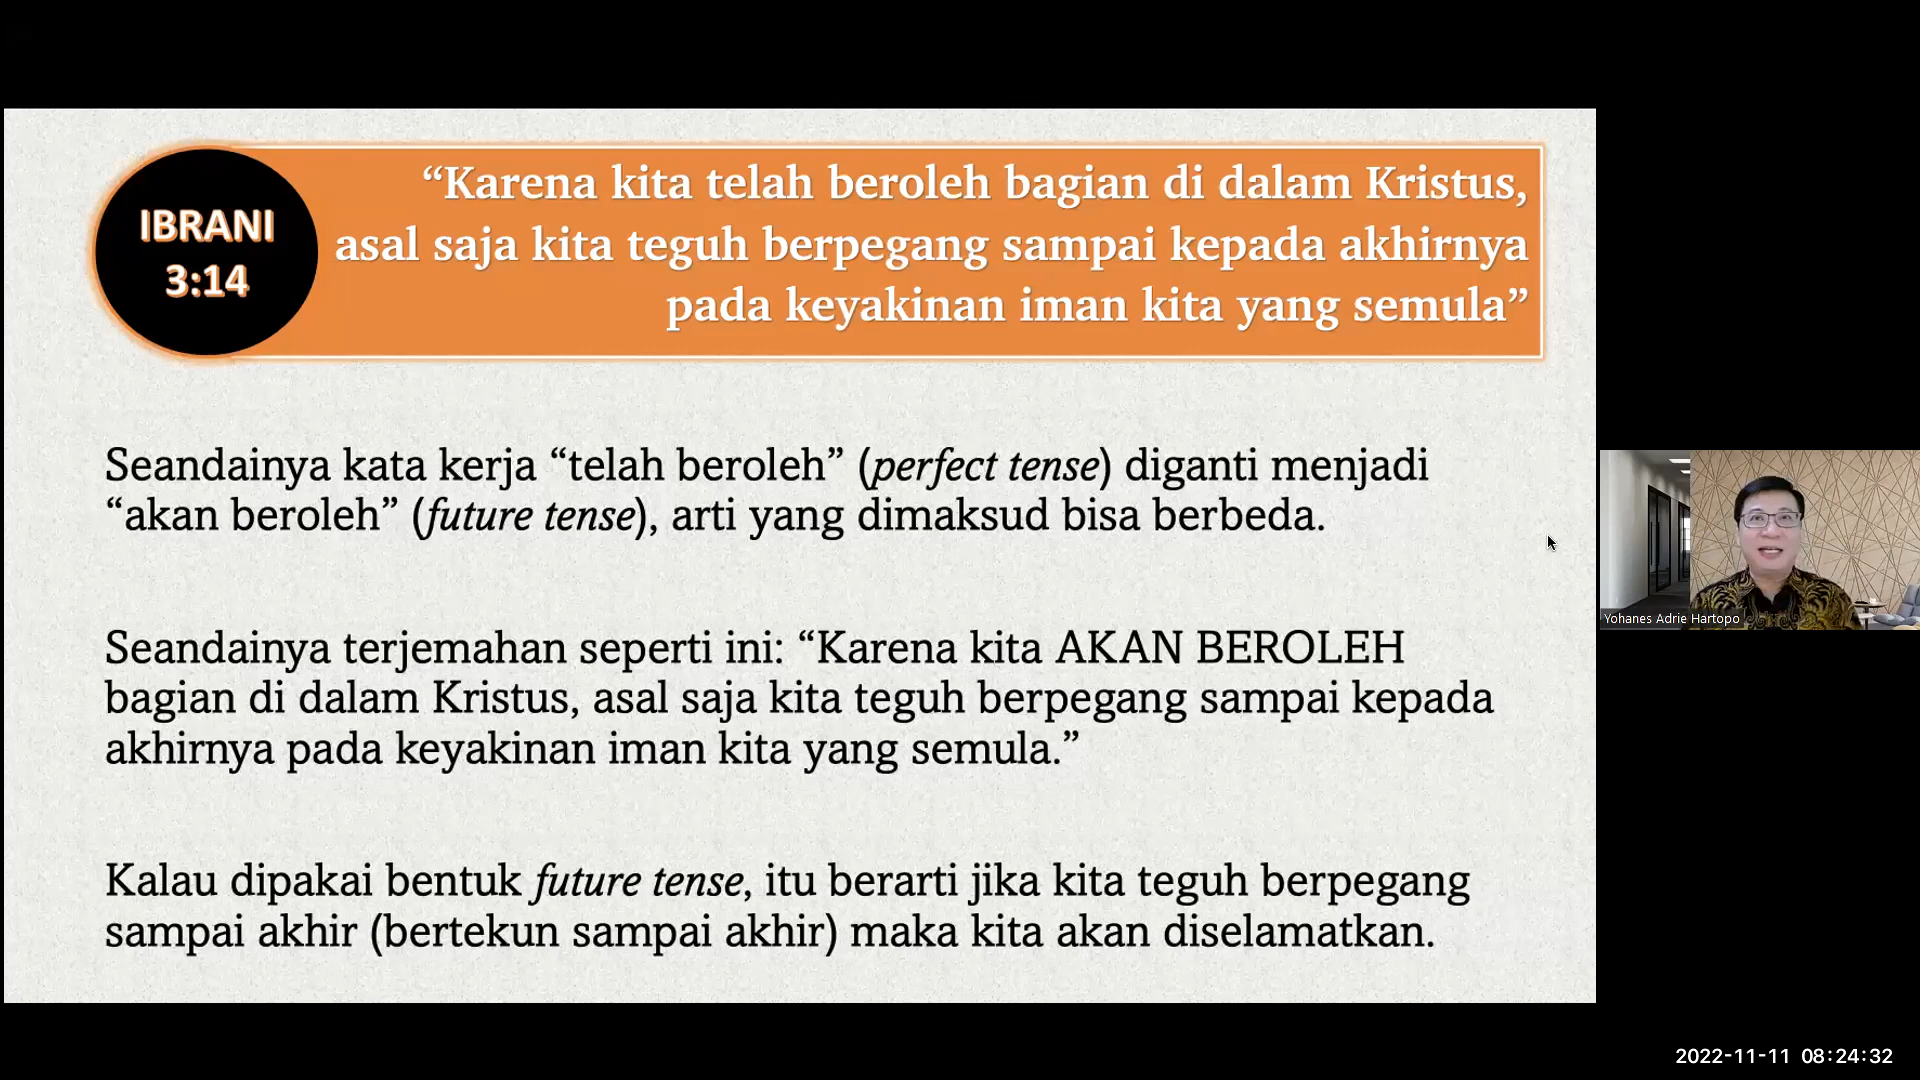 IBRANI
3:14
“Karena kita telah beroleh bagian di dalam Kristus,
asal saja kita teguh berpegang sampai kepada akhirnya
pada keyakinan iman kita yang semula”
Seandainya kata kerja “telah beroleh” (perfect tense) diganti menjadi
“akan beroleh” (future tense), arti yang dimaksud bisa berbeda.
Seandainya terjemahan seperti ini: “Karena kita AKAN BEROLEH
bagian di dalam Kristus, asal saja kita teguh berpegang sampai kepada
akhirnya pada keyakinan iman kita yang semula.”
Kalau dipakai bentuk future tense, itu berarti jika kita teguh berpegang
sampai akhir (bertekun sampai akhir) maka kita akan diselamatkan.
Yohanes Adrie Hartopo
2022-11-11 08:24:32